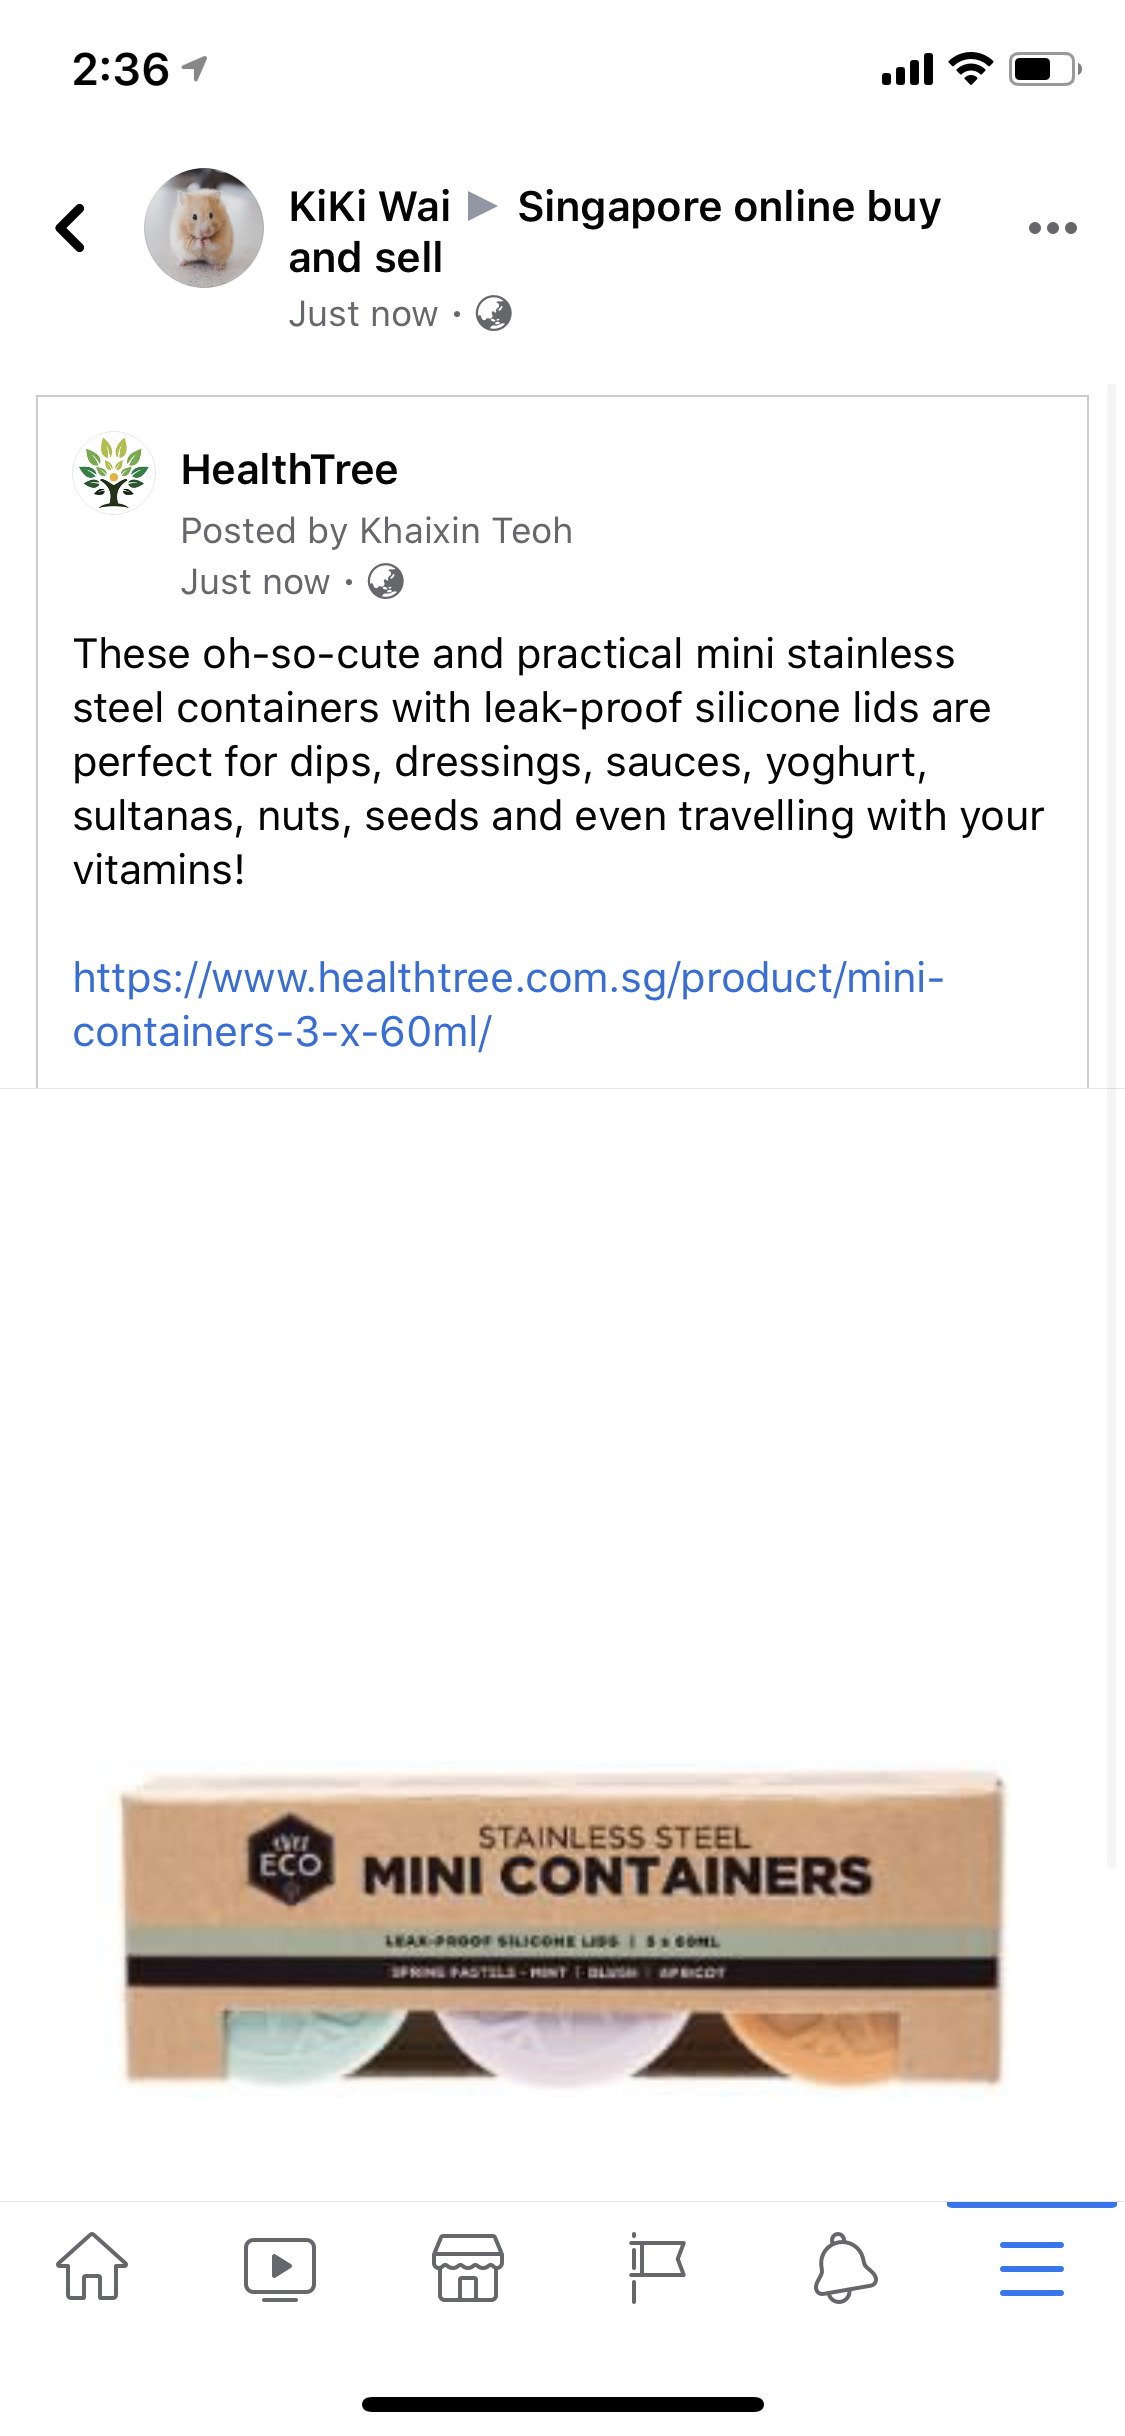 2:36
KiKi Wai ▶ Singapore online buy
and sell
Just now ·
HealthTree
Posted by Khaixin Teoh
Just now ·
These oh-so-cute and practical mini stainless
steel containers with leak-proof silicone lids are
perfect for dips, dressings, sauces, yoghurt,
sultanas, nuts, seeds and even travelling with your
vitamins!
https://www.healthtree.com.sg/product/mini-
containers-3-x-60ml/
ECO
STAINLESS STEEL
MINI CONTAINERS
LEAK-PROOF SILICONE LIDS | 3 x 60ML
SPRING PASTELS - MINT | BLUSH | APRICOT